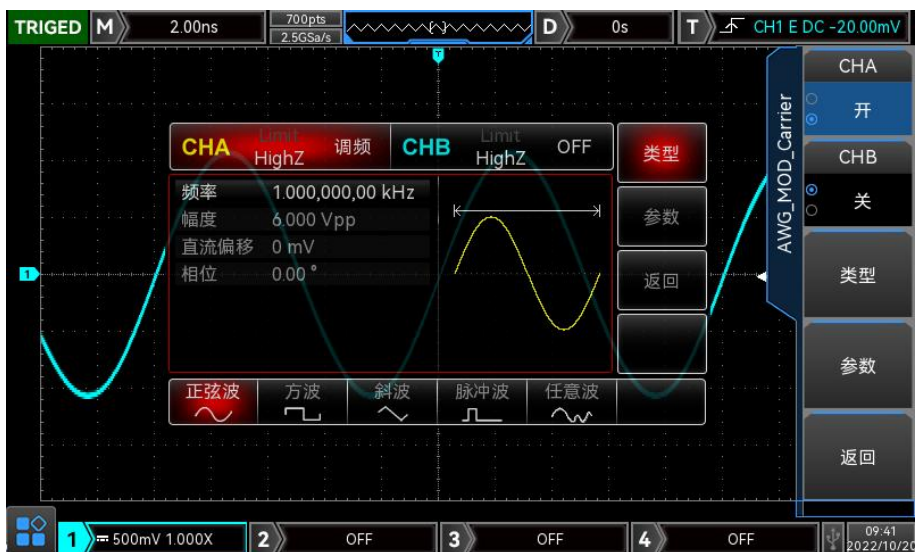 TRIGED M 2.00ns 700pts D 0s T CH1 E DC -20.00mV
2.5GSa/s
CHA
开
CHB
关
类型
参数
返回
AWG_MOD_Carrier
CHA Limit 调频 CHB Limit OFF
HighZ HighZ
类型
参数
返回
频率 1.000,000,00 kHz
幅度 6.000 Vpp
直流偏移 0 mV
相位 0.00 °
正弦波 方波 斜波 脉冲波 任意波
T
1
1 500mV 1.000X 2 OFF 3 OFF 4 OFF 09:41
2022/10/20